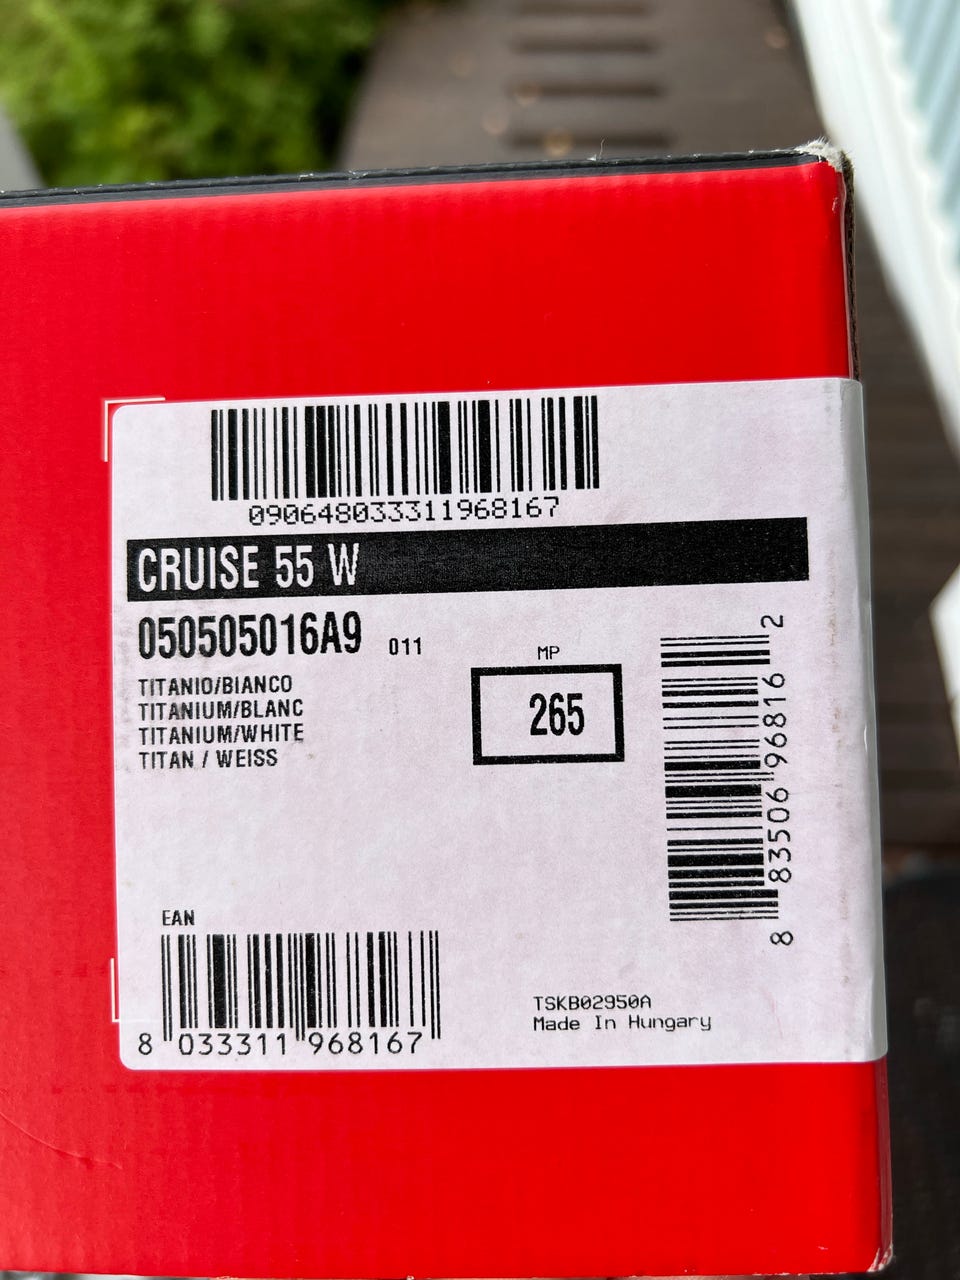 090648033311968167
CRUISE 55 W
050505016A9 011
TITANIO/BIANCO
TITANIUM/BLANC
TITANIUM/WHITE
TITAN / WEISS
MP
265
8 83506 96816 2
EAN
8 033311 968167
TSKB02950A
Made In Hungary